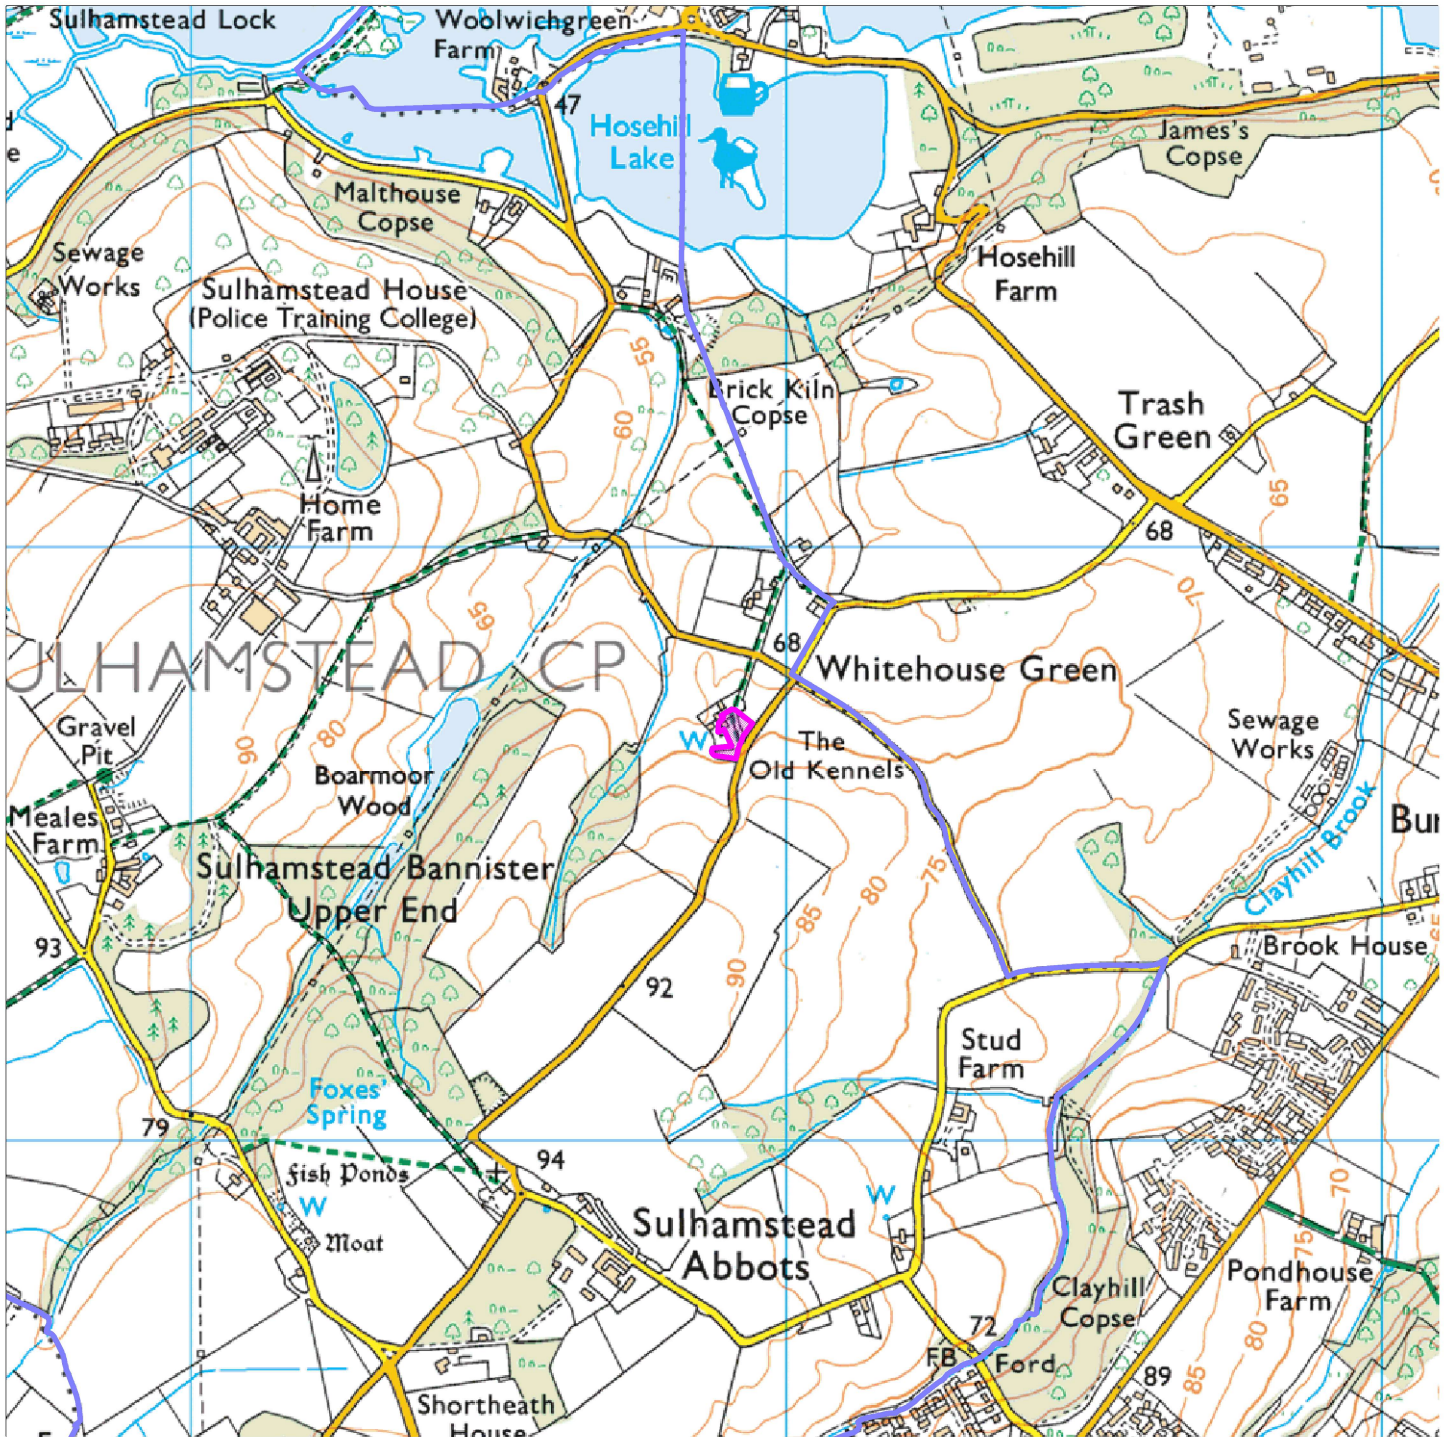 Sulhamstead Lock
Woolwichgreen
Farm
47
Hosehill
Lake
James's
Copse
Malthouse
Copse
Sewage
Works
Sulhamstead House
(Police Training College)
Hosehill
Farm
55
60
Brick Kiln
Copse
Trash
Green
65
68
Home
Farm
70
65
ULHAMSTEAD CP
68
Whitehouse Green
Gravel
Pit
90
80
W
The
Old Kennels
Sewage
Works
Boarmoor
Wood
Meales
Farm
Clayhill Brook
Bur
Sulhamstead Bannister
Upper End
85
80
75
93
92
90
Brook House
65
Stud
Farm
Foxes'
Spring
79
94
Fish Ponds
W
Moat
W
70
Sulhamstead
Abbots
75
Pondhouse
Farm
Clayhill
Copse
72
FB
Ford
80
85
89
Shortheath
House